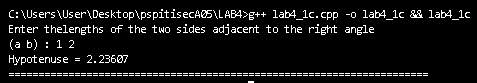 C:\Users\User\Desktop\pspitisecA05\LAB4>g++ lab4_1c.cpp -o lab4_1c && lab4_1c
Enter thelengths of the two sides adjacent to the right angle
(a b) : 1 2
Hypotenuse = 2.23607
======================================================================